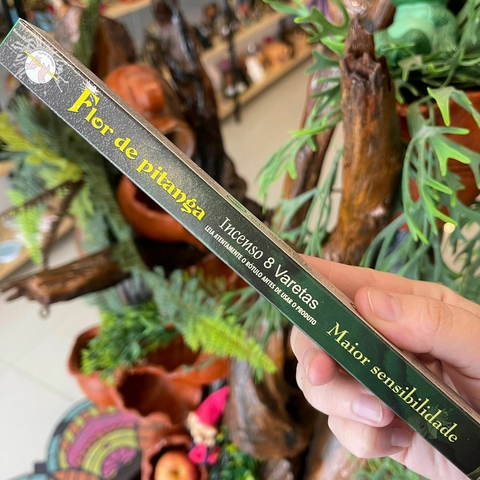 Flor de pitanga
Incenso 8 Varetas
LEIA ATENTAMENTE O RÓTULO ANTES DE USAR O PRODUTO
Maior sensibilidade